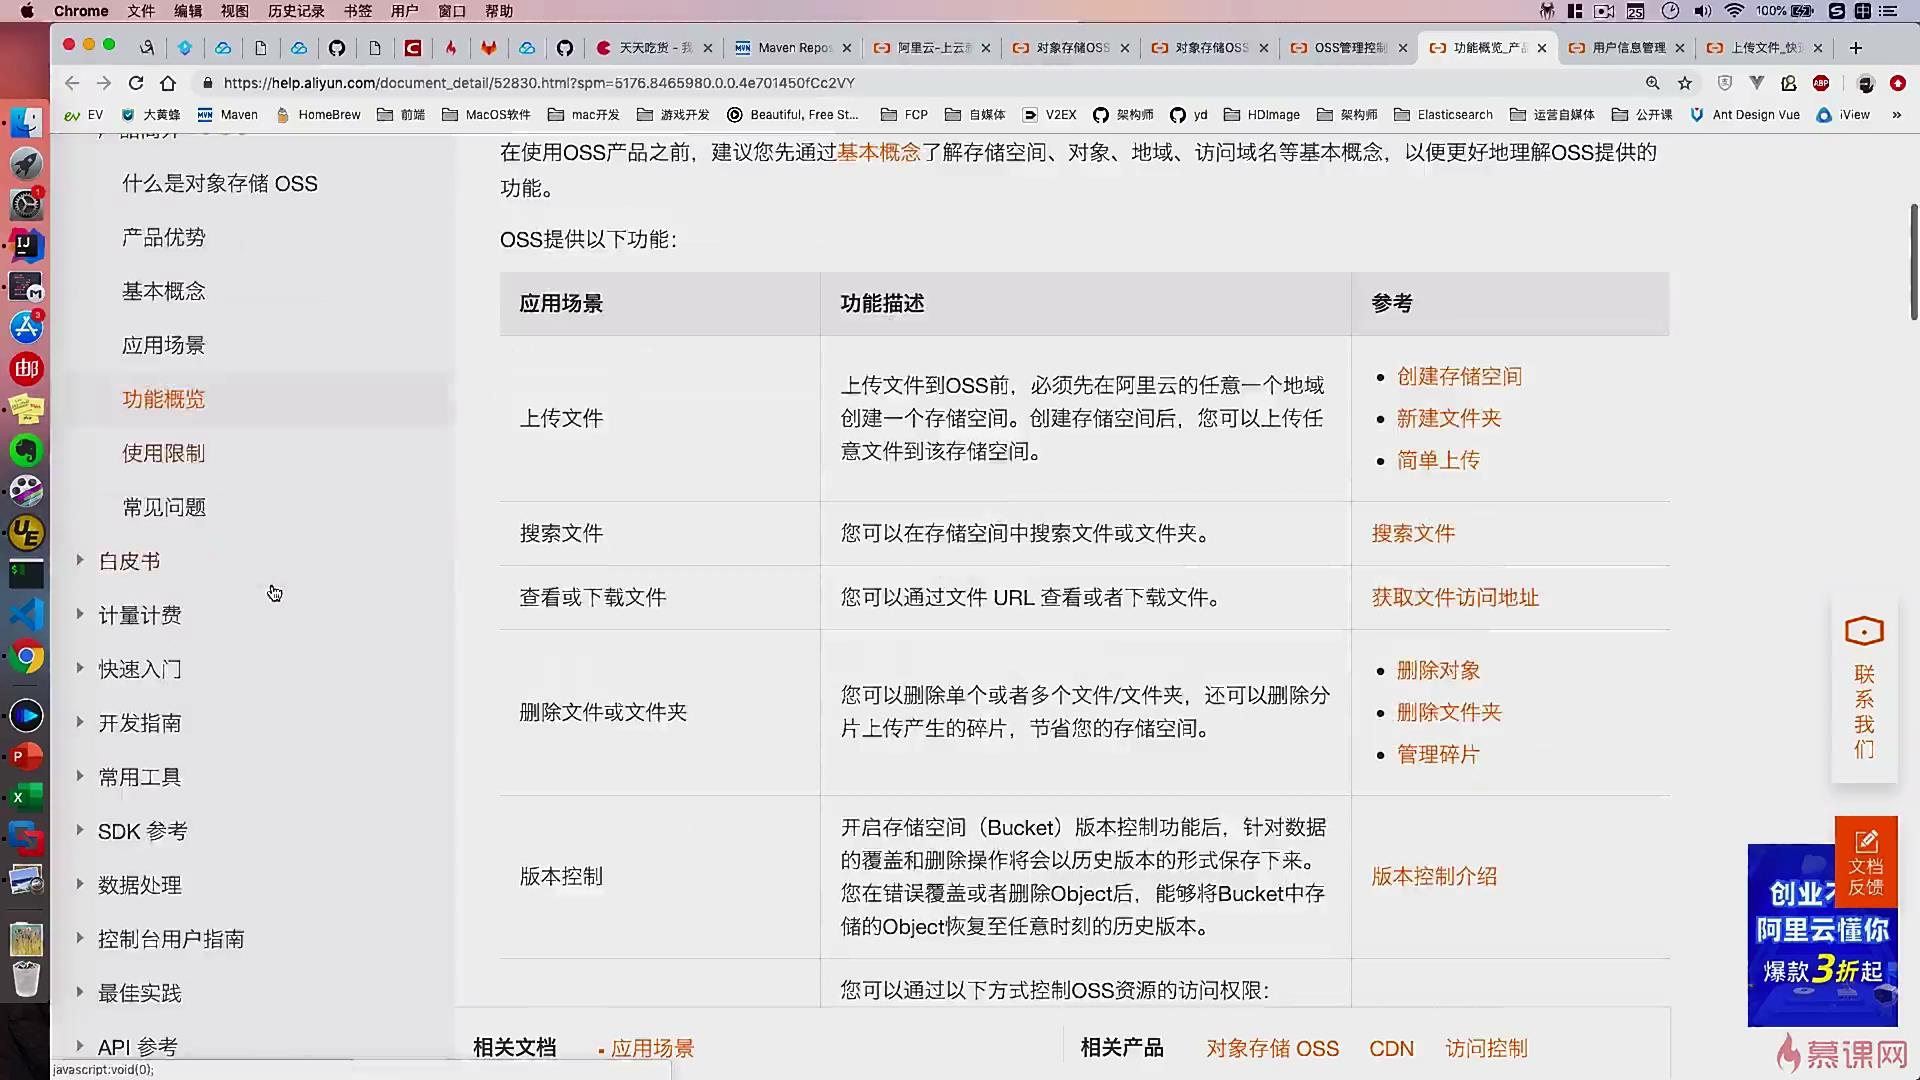 Chrome 文件 编辑 视图 历史记录 书签 用户 窗口 帮助 25 100%
天天吃货 - 我 Maven Repos 阿里云-上云就 对象存储OSS 对象存储OSS OSS管理控制 功能概览_产品 用户信息管理 上传文件_快速
https://help.aliyun.com/document_detail/52830.html?spm=5176.8465980.0.0.4e701450fCc2VY
EV 大黄蜂 Maven HomeBrew 前端 MacOS软件 mac开发 游戏开发 Beautiful, Free St... FCP 自媒体 V2EX 架构师 yd HDImage 架构师 Elasticsearch 运营自媒体 公开课 Ant Design Vue iView »
什么是对象存储 OSS
产品优势
基本概念
应用场景
功能概览
使用限制
常见问题
白皮书
计量计费
快速入门
开发指南
常用工具
SDK 参考
数据处理
控制台用户指南
最佳实践
API 参考
javascript:void(0);
在使用OSS产品之前，建议您先通过基本概念了解存储空间、对象、地域、访问域名等基本概念，以便更好地理解OSS提供的
功能。
OSS提供以下功能：
应用场景 功能描述 参考
上传文件
上传文件到OSS前，必须先在阿里云的任意一个地域
创建一个存储空间。创建存储空间后，您可以上传任
意文件到该存储空间。
• 创建存储空间
• 新建文件夹
• 简单上传
搜索文件 您可以在存储空间中搜索文件或文件夹。 搜索文件
查看或下载文件 您可以通过文件 URL 查看或者下载文件。 获取文件访问地址
删除文件或文件夹
您可以删除单个或者多个文件/文件夹，还可以删除分
片上传产生的碎片，节省您的存储空间。
• 删除对象
• 删除文件夹
• 管理碎片
版本控制
开启存储空间（Bucket）版本控制功能后，针对数据
的覆盖和删除操作将会以历史版本的形式保存下来。
您在错误覆盖或者删除Object后，能够将Bucket中存
储的Object恢复至任意时刻的历史版本。
版本控制介绍
您可以通过以下方式控制OSS资源的访问权限：
相关文档 应用场景 相关产品 对象存储 OSS CDN 访问控制
联
系
我
们
文档
反馈
创业
阿里云懂你
爆款3折起
慕课网